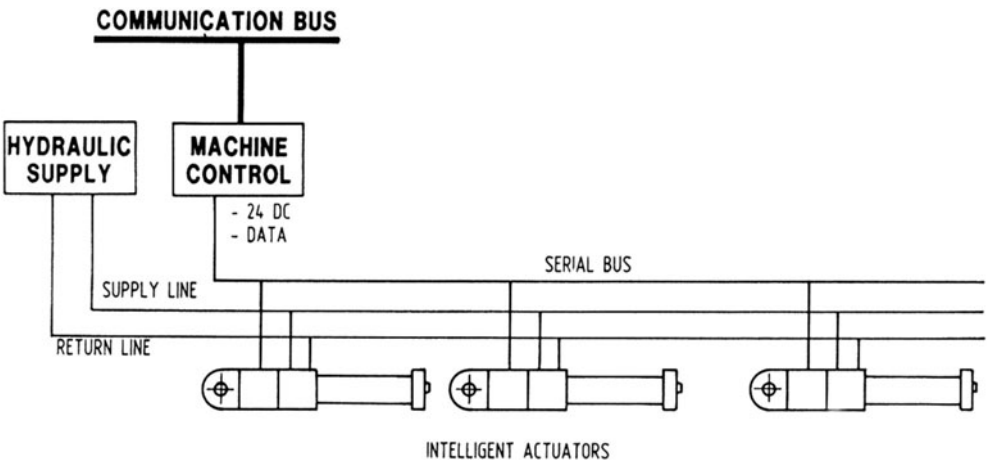 COMMUNICATION BUS
HYDRAULIC
SUPPLY
MACHINE
CONTROL
- 24 DC
- DATA
SERIAL BUS
SUPPLY LINE
RETURN LINE
INTELLIGENT ACTUATORS